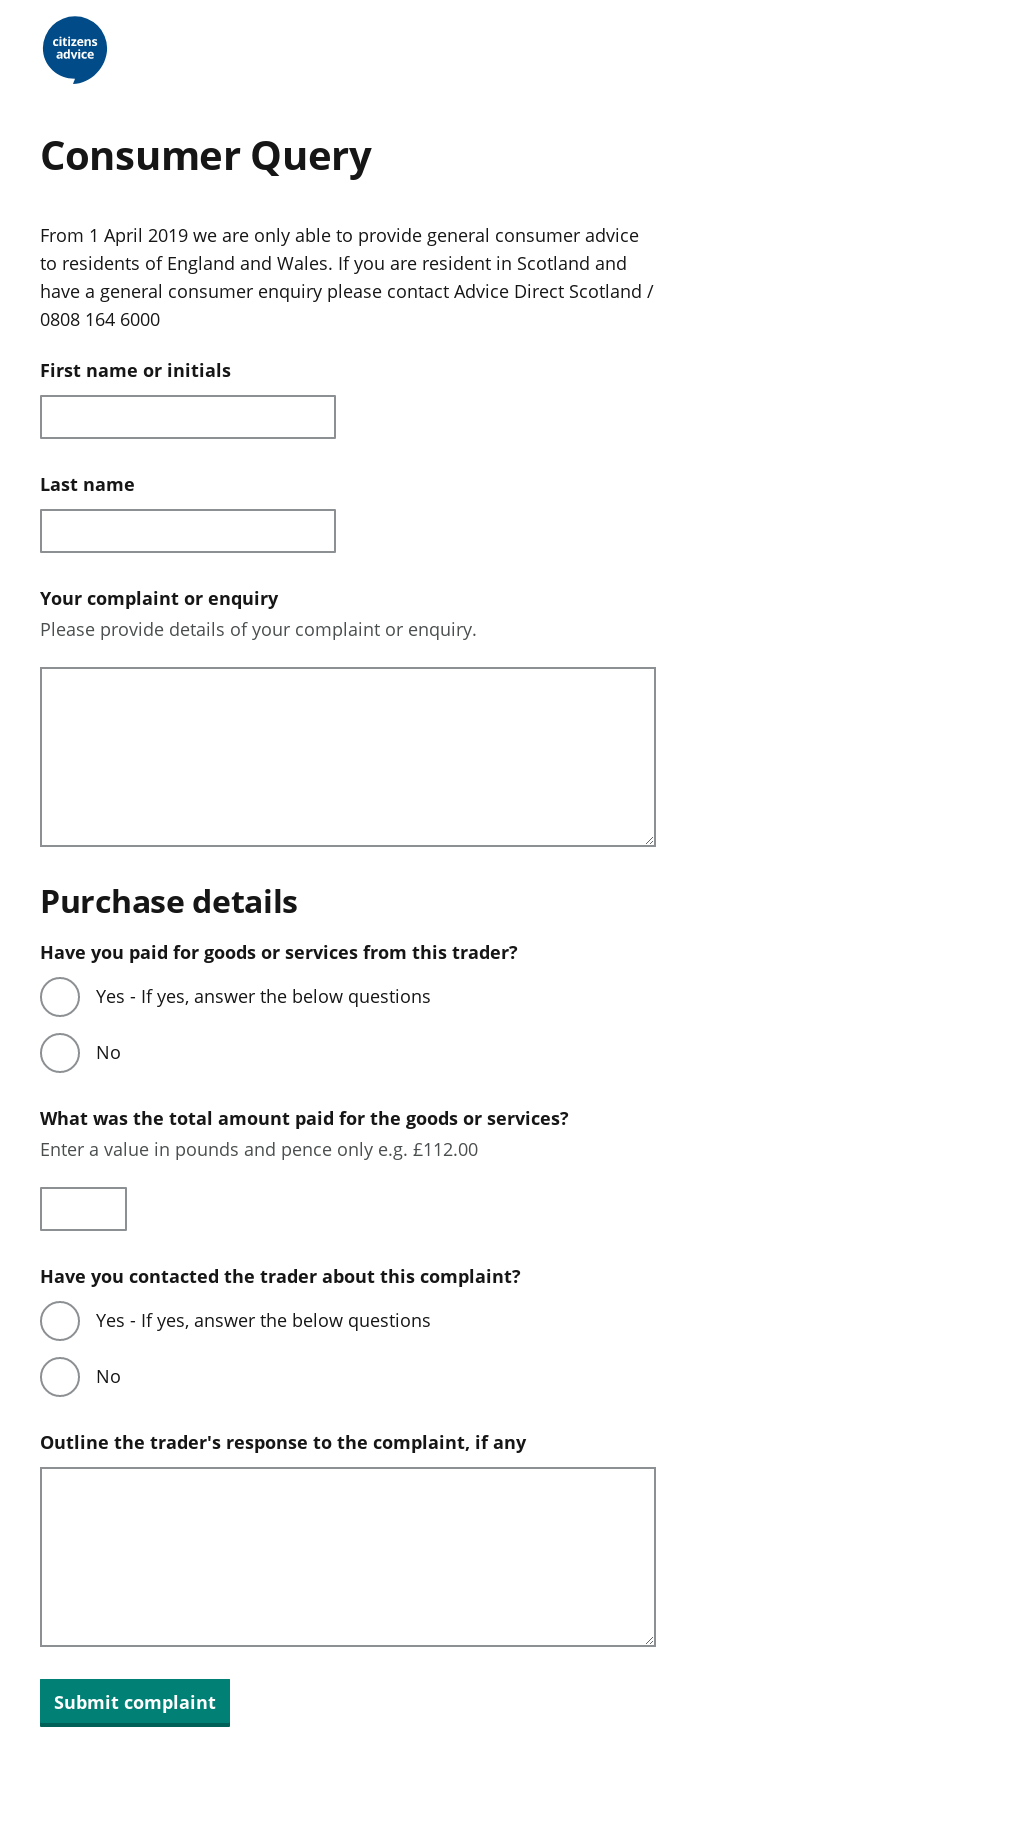 citizens
advice
Consumer Query
From 1 April 2019 we are only able to provide general consumer advice
to residents of England and Wales. If you are resident in Scotland and
have a general consumer enquiry please contact Advice Direct Scotland /
0808 164 6000
First name or initials
Last name
Your complaint or enquiry
Please provide details of your complaint or enquiry.
Purchase details
Have you paid for goods or services from this trader?
Yes - If yes, answer the below questions
No
What was the total amount paid for the goods or services?
Enter a value in pounds and pence only e.g. £112.00
Have you contacted the trader about this complaint?
Yes - If yes, answer the below questions
No
Outline the trader's response to the complaint, if any
Submit complaint